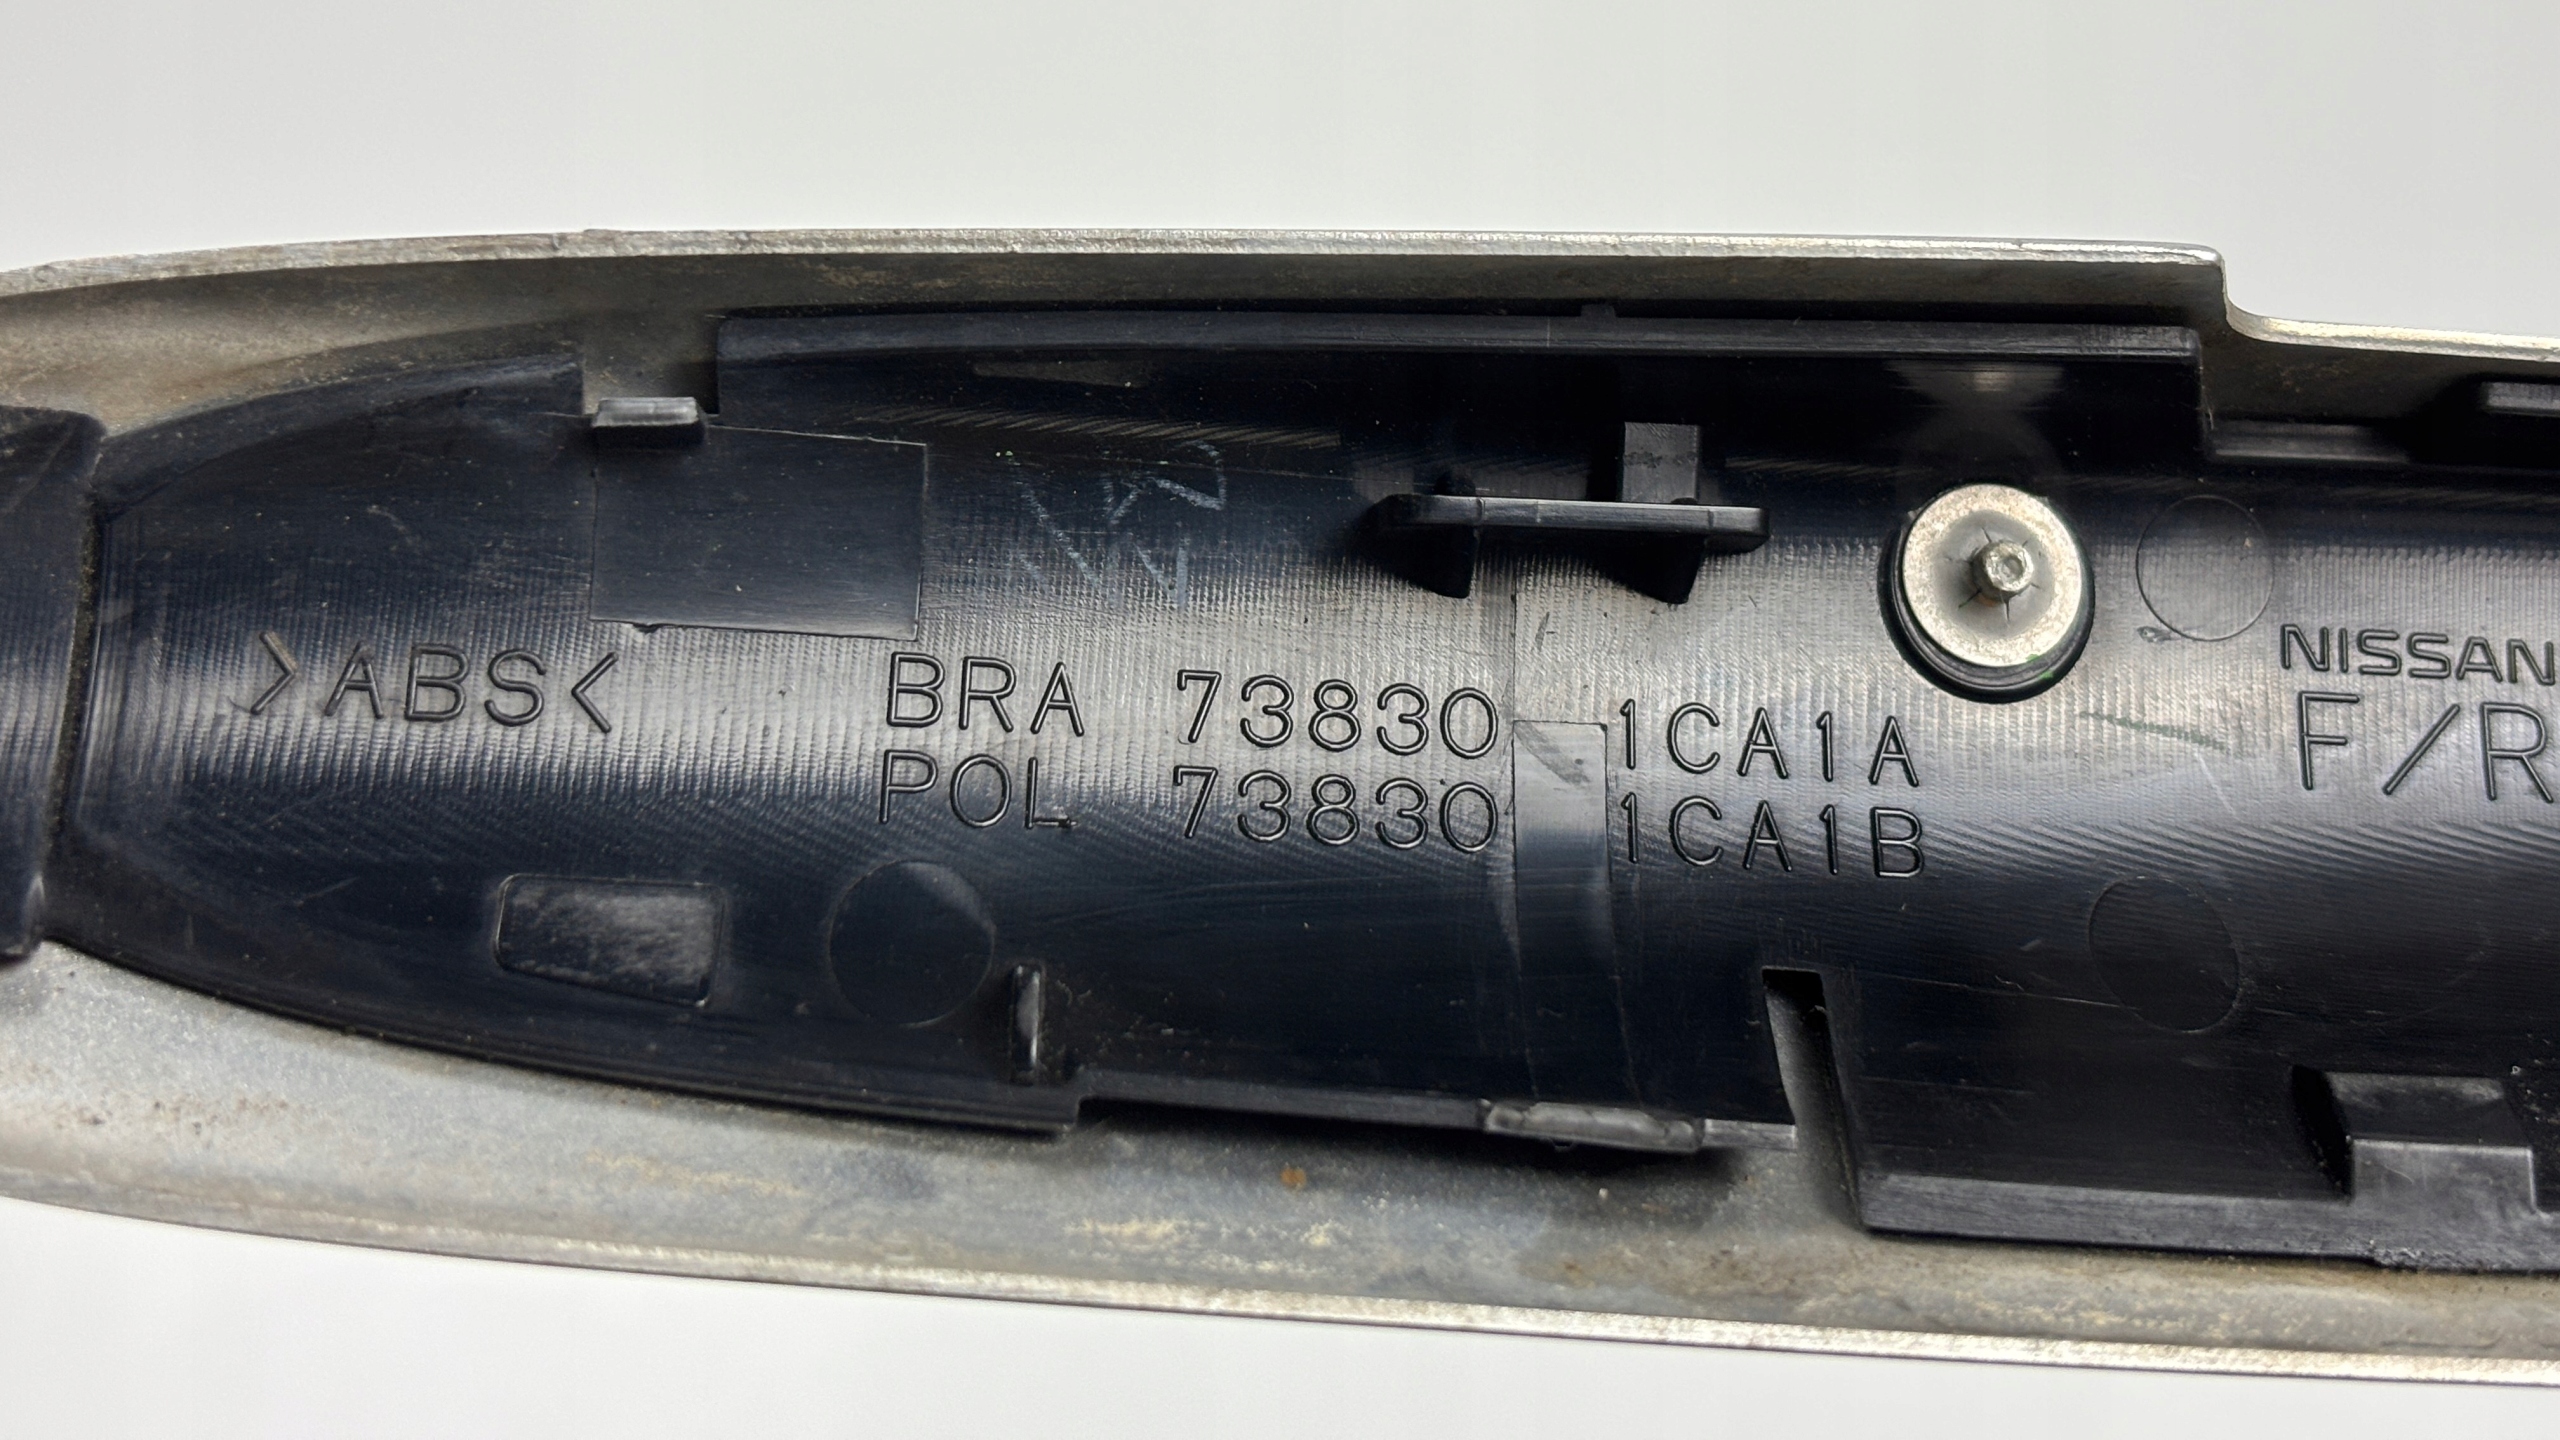 >ABS<
BRA 73830 1CA1A
POL 73830 1CA1B
NISSAN
F/R